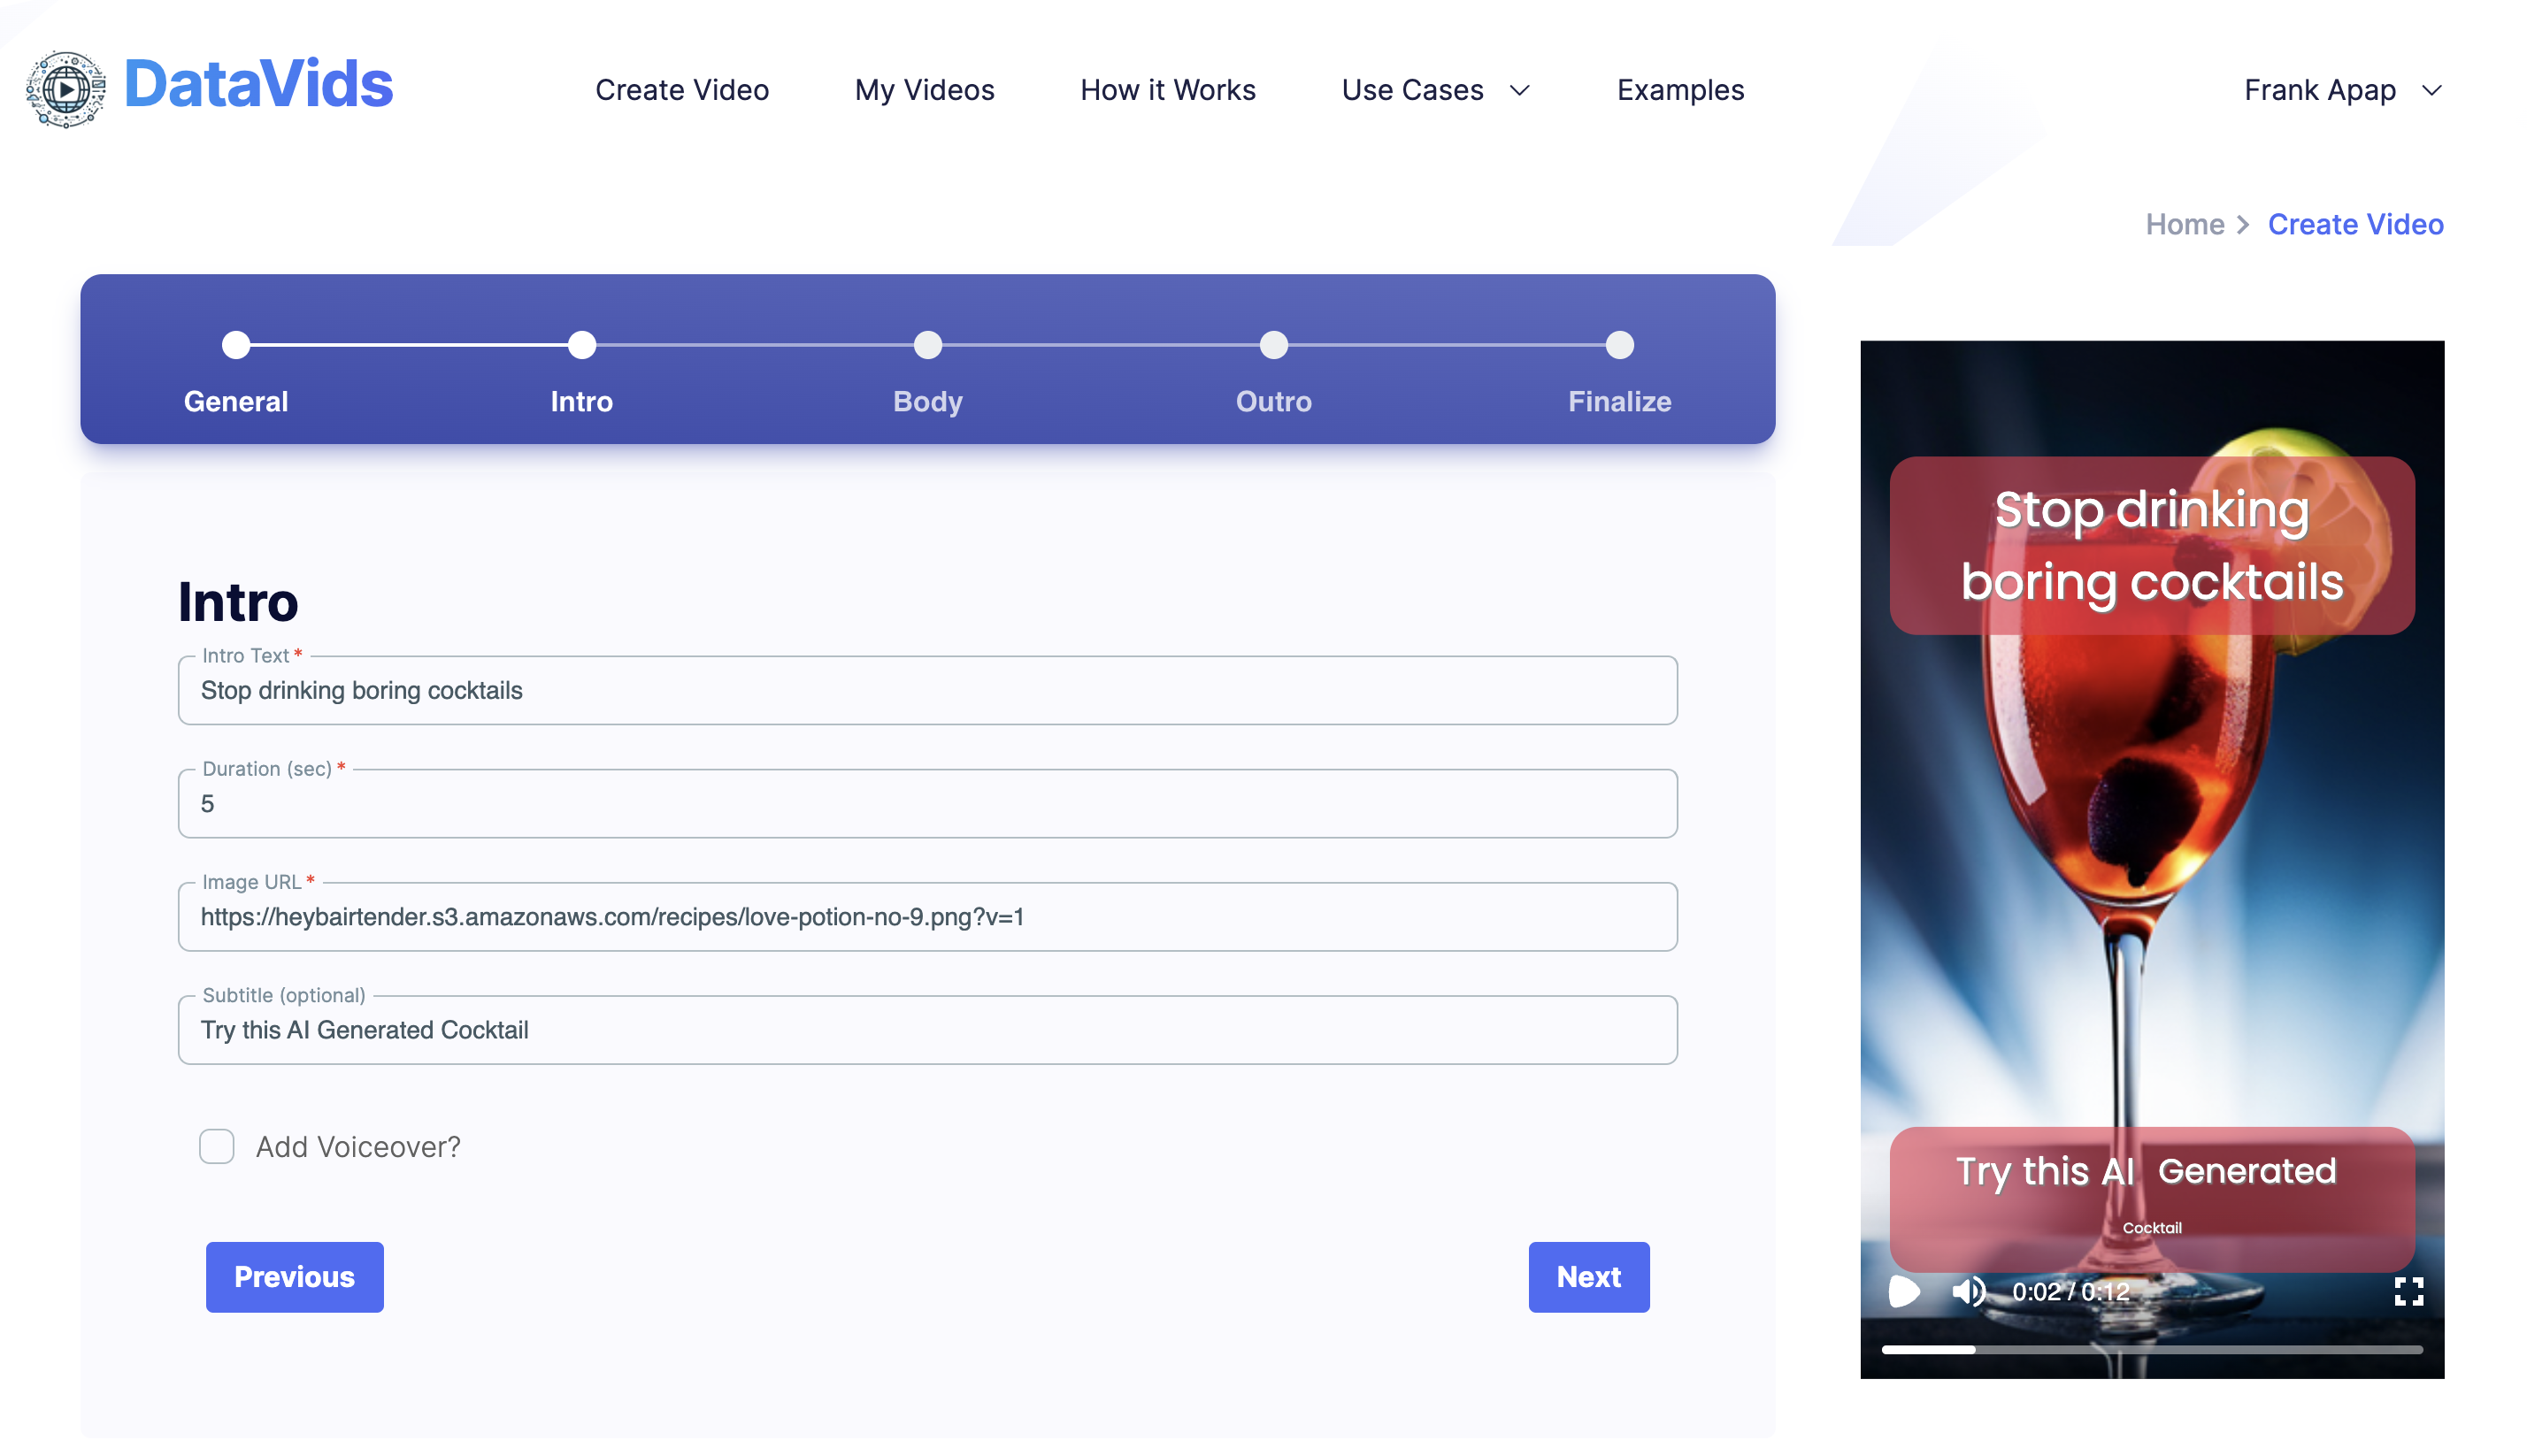 DataVids
Create Video
My Videos
How it Works
Use Cases
Examples
Frank Apap
Home
Create Video
General
Intro
Body
Outro
Finalize
Intro
Intro Text *
Stop drinking boring cocktails
Duration (sec) *
5
Image URL *
https://heybairtender.s3.amazonaws.com/recipes/love-potion-no-9.png?v=1
Subtitle (optional)
Try this AI Generated Cocktail
Add Voiceover?
Previous
Next
Stop drinking
boring cocktails
Try this AI Generated
Cocktail
0:02 / 0:12